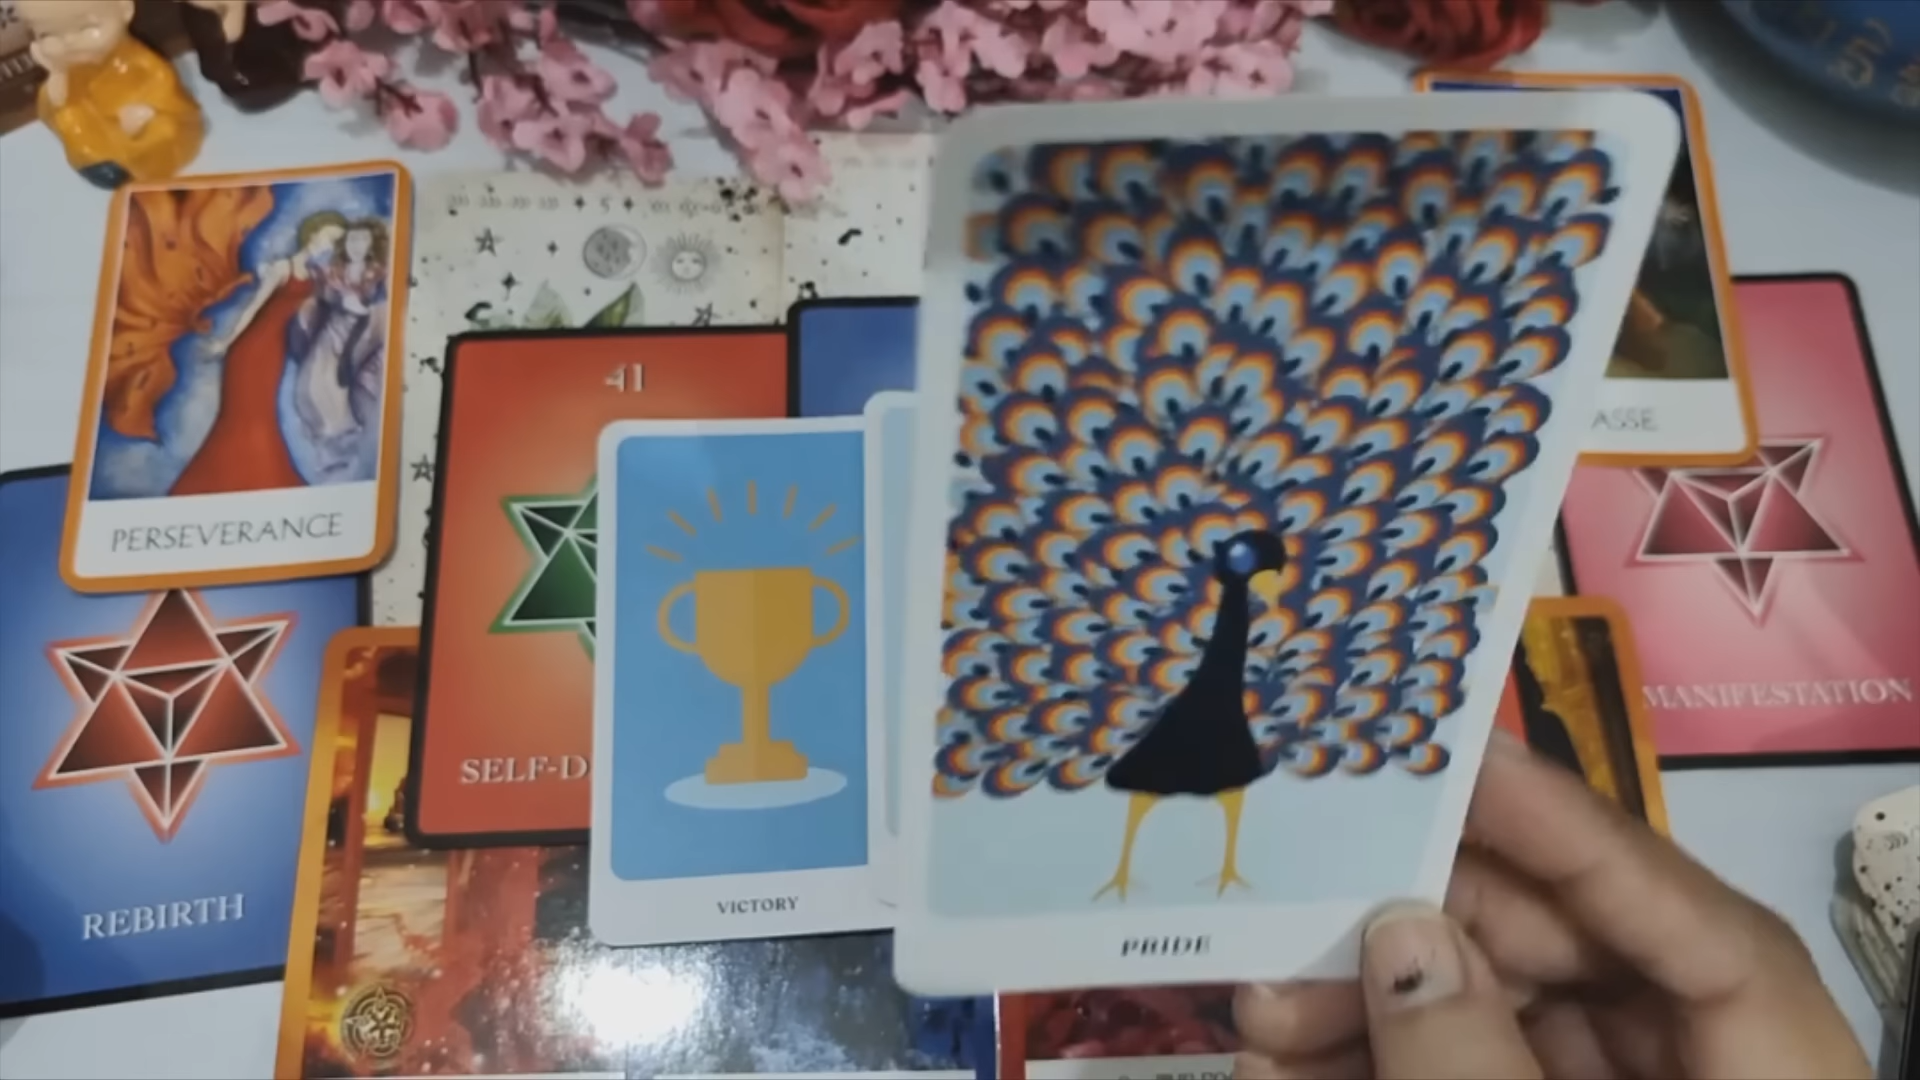 PERSEVERANCE
41
ASSE
SELF-D
MANIFESTATION
VICTORY
REBIRTH
PRIDE